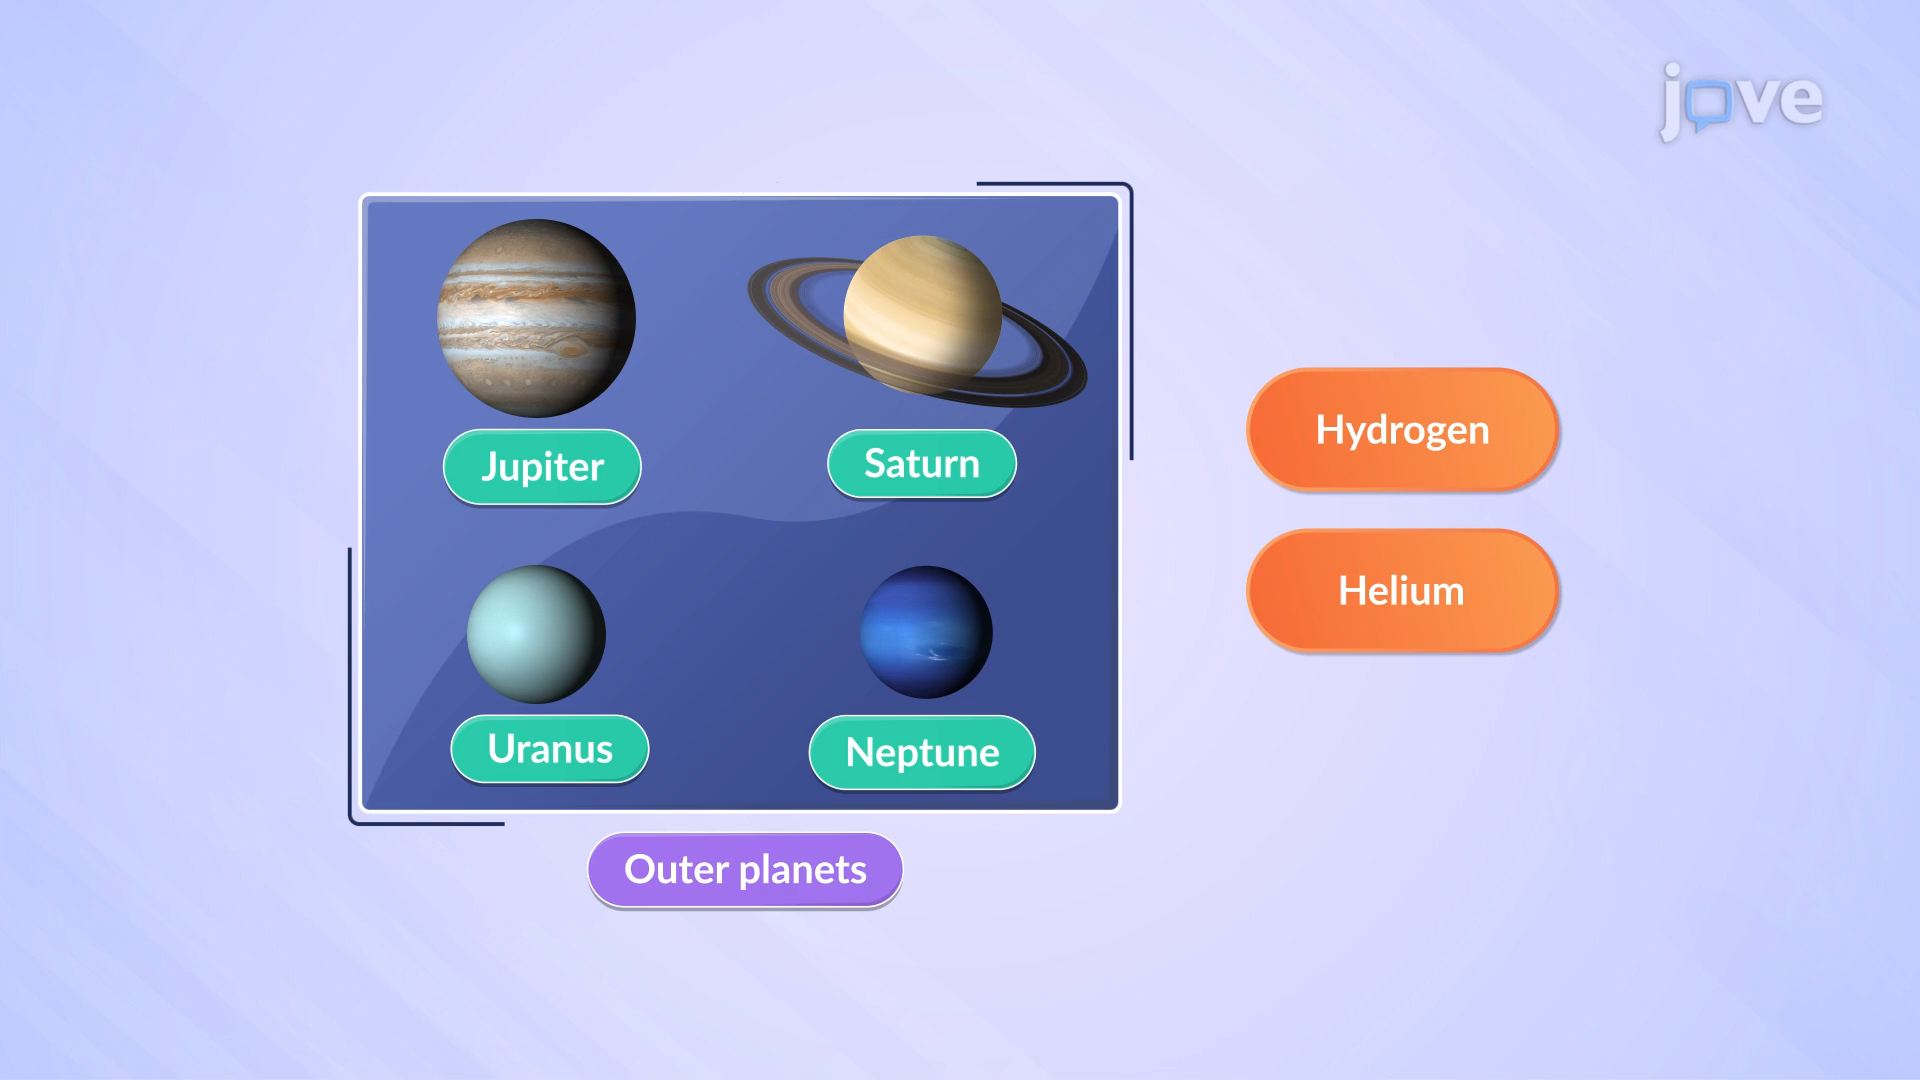 jove
Jupiter
Saturn
Uranus
Neptune
Outer planets
Hydrogen
Helium